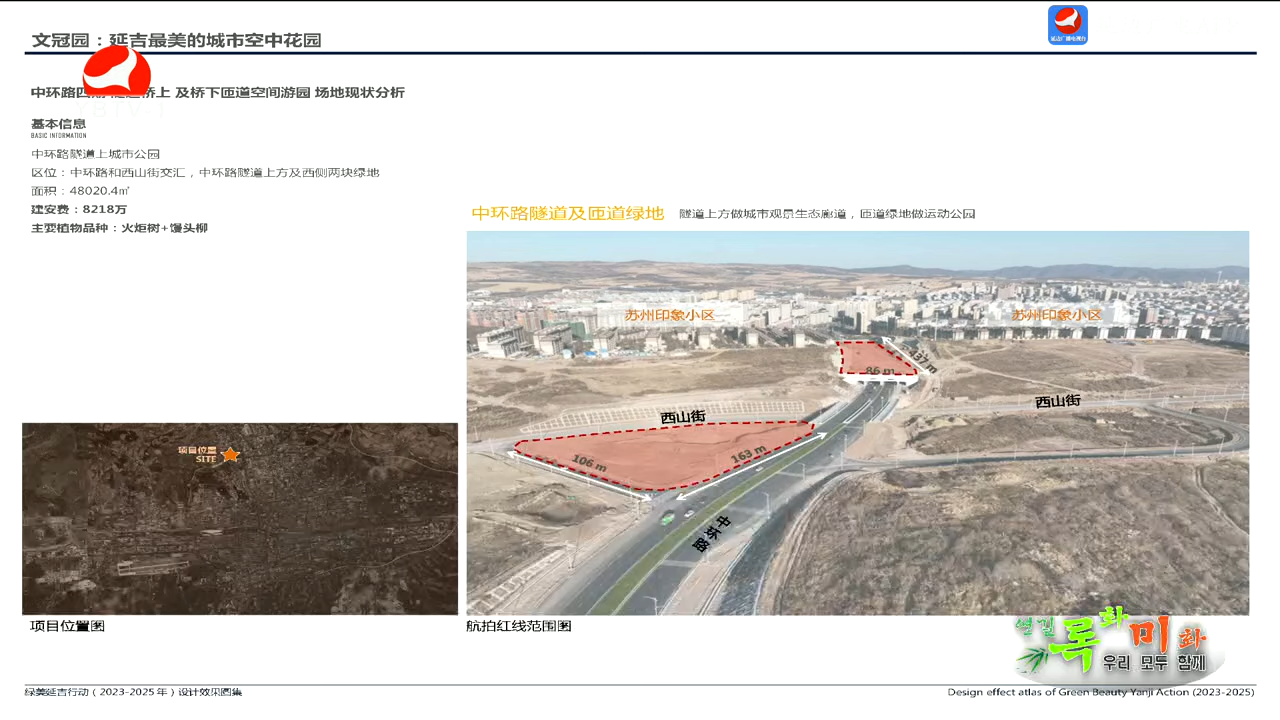 文冠园：延吉最美的城市空中花园
延边广播电视台
桥上 及桥下匝道空间游园 场地现状分析
中环路四
基本信息
BASIC INFORMATION
中环路隧道上城市公园
区位：中环路和西山街交汇，中环路隧道上方及西侧两块绿地
面积：48020.4㎡
建安费：8218万
主要植物品种：火炬树+馒头柳
中环路隧道及匝道绿地 隧道上方做城市观景生态廊道，匝道绿地做运动公园
苏州印象小区
苏州印象小区
437 m
86 m
西山街
西山街
106 m
163 m
中环路
项目位置
SITE
项目位置图
航拍红线范围图
연길 록화 미화
우리 모두 함께
绿美延吉行动（2023-2025年）设计效果图集
Design effect atlas of Green Beauty Yanji Action (2023-2025)